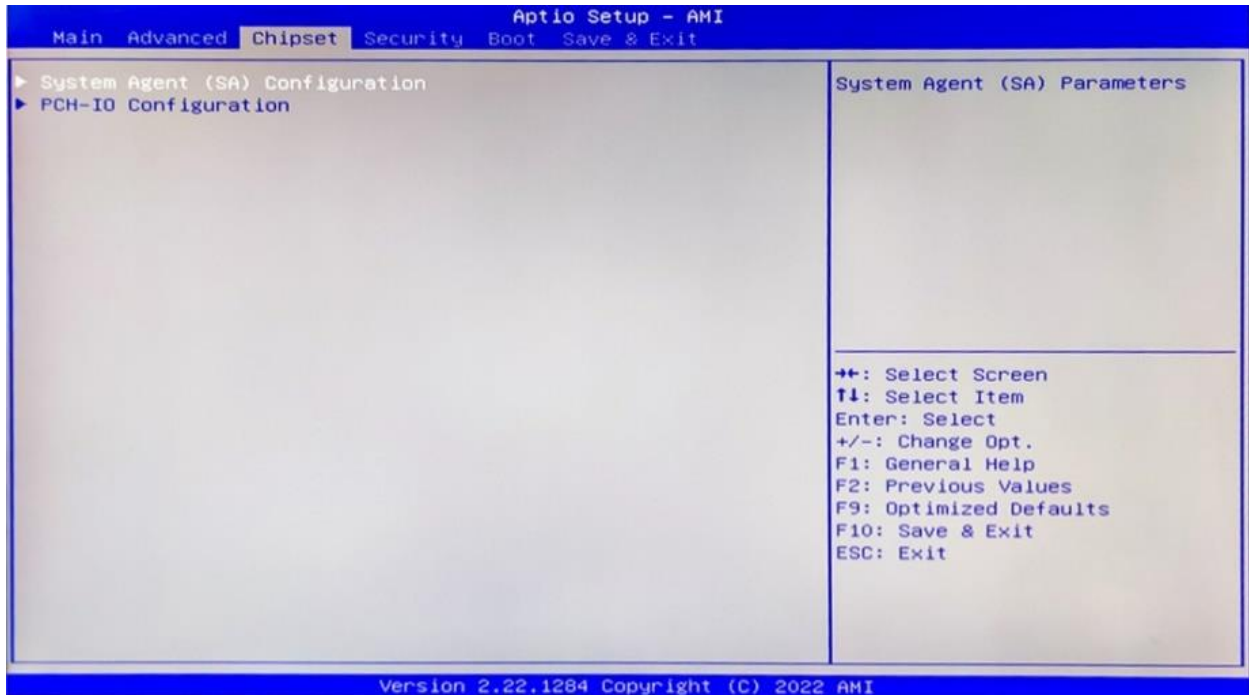 Aptio Setup – AMI
Main Advanced Chipset Security Boot Save & Exit
▶ System Agent (SA) Configuration
▶ PCH-IO Configuration
System Agent (SA) Parameters
→←: Select Screen
↑↓: Select Item
Enter: Select
+/-: Change Opt.
F1: General Help
F2: Previous Values
F9: Optimized Defaults
F10: Save & Exit
ESC: Exit
Version 2.22.1284 Copyright (C) 2022 AMI